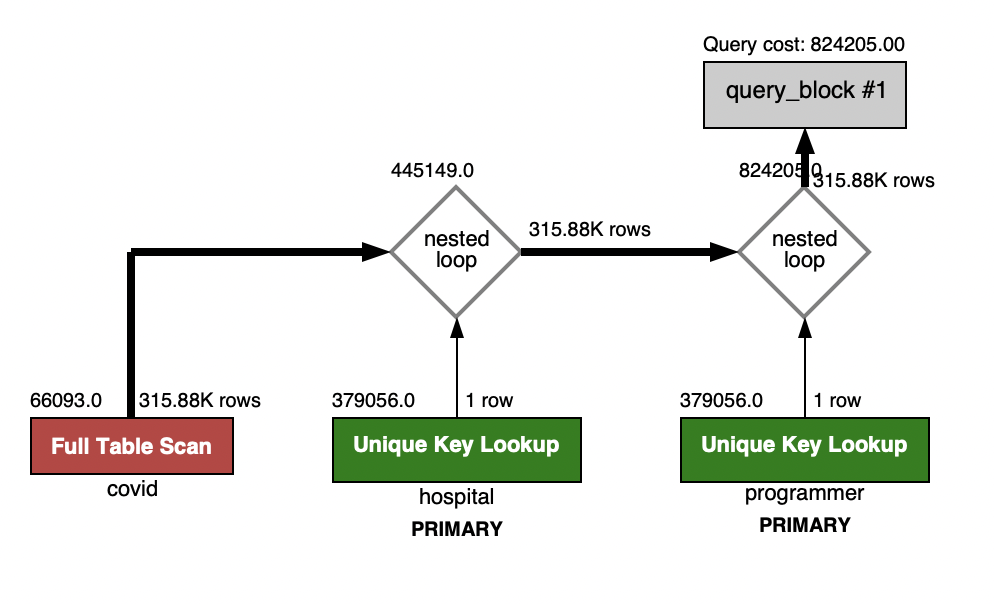 Query cost: 824205.00
query_block #1
445149.0
824205.0
315.88K rows
nested
loop
315.88K rows
nested
loop
66093.0
315.88K rows
379056.0
1 row
379056.0
1 row
Full Table Scan
Unique Key Lookup
Unique Key Lookup
covid
hospital
programmer
PRIMARY
PRIMARY